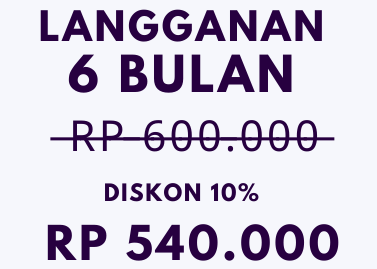 LANGGANAN
6 BULAN
RP 600.000
DISKON 10%
RP 540.000